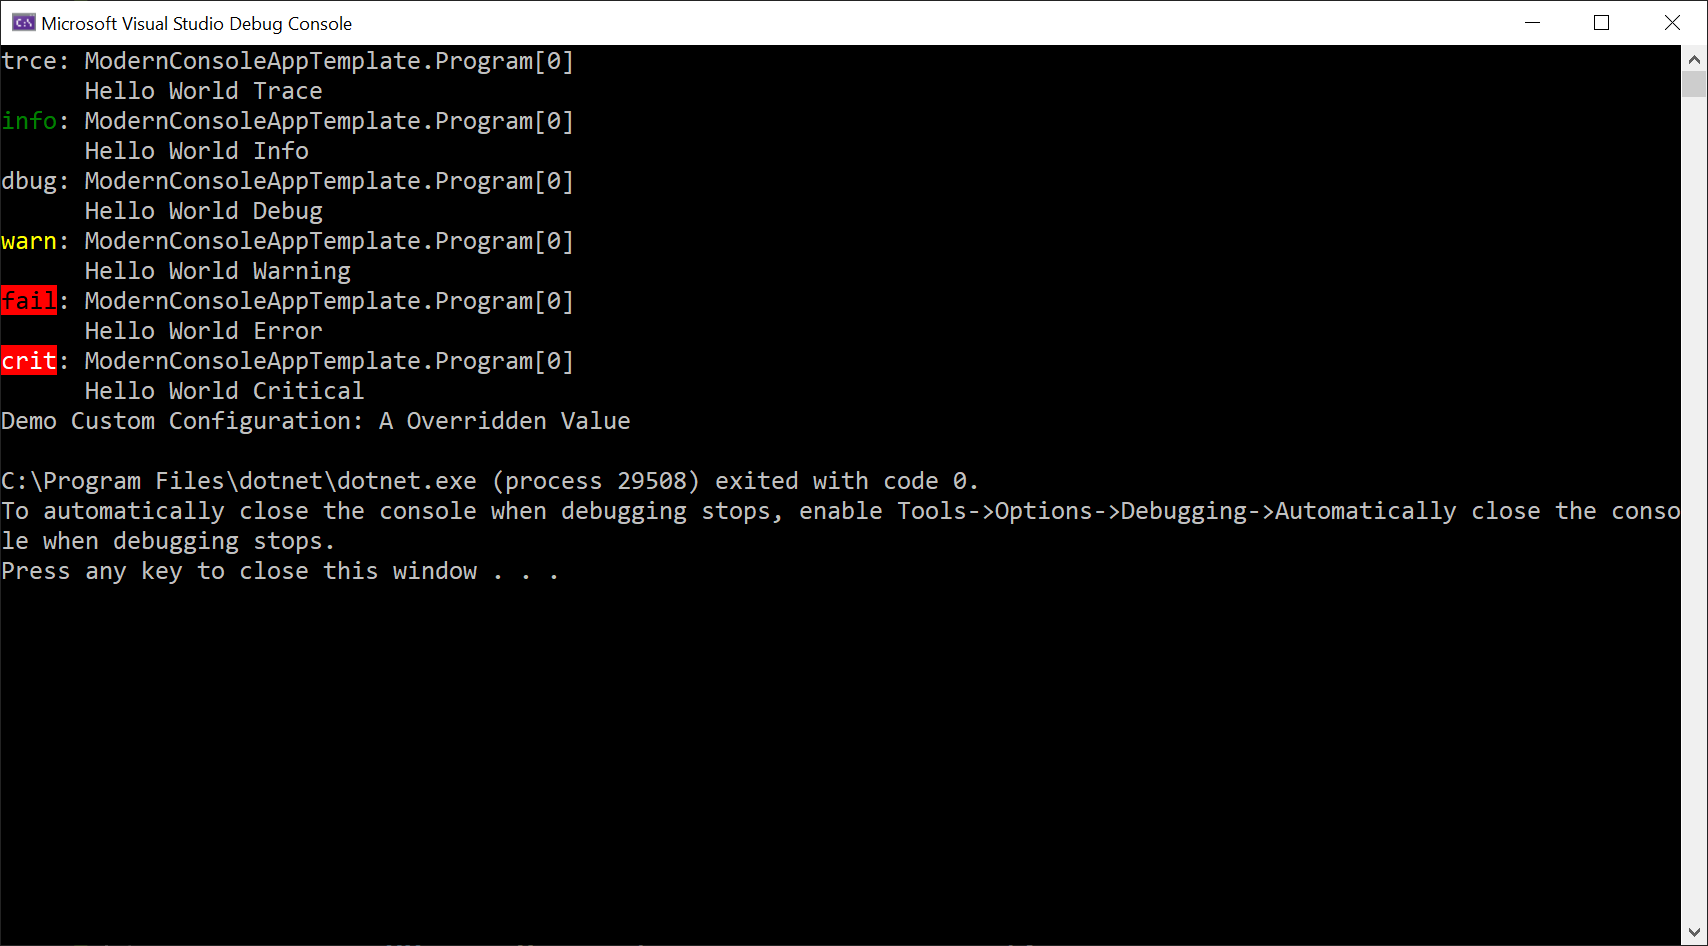 Microsoft Visual Studio Debug Console
trce: ModernConsoleAppTemplate.Program[0]
      Hello World Trace
info: ModernConsoleAppTemplate.Program[0]
      Hello World Info
dbug: ModernConsoleAppTemplate.Program[0]
      Hello World Debug
warn: ModernConsoleAppTemplate.Program[0]
      Hello World Warning
fail: ModernConsoleAppTemplate.Program[0]
      Hello World Error
crit: ModernConsoleAppTemplate.Program[0]
      Hello World Critical
Demo Custom Configuration: A Overridden Value

C:\Program Files\dotnet\dotnet.exe (process 29508) exited with code 0.
To automatically close the console when debugging stops, enable Tools->Options->Debugging->Automatically close the conso
le when debugging stops.
Press any key to close this window . . .